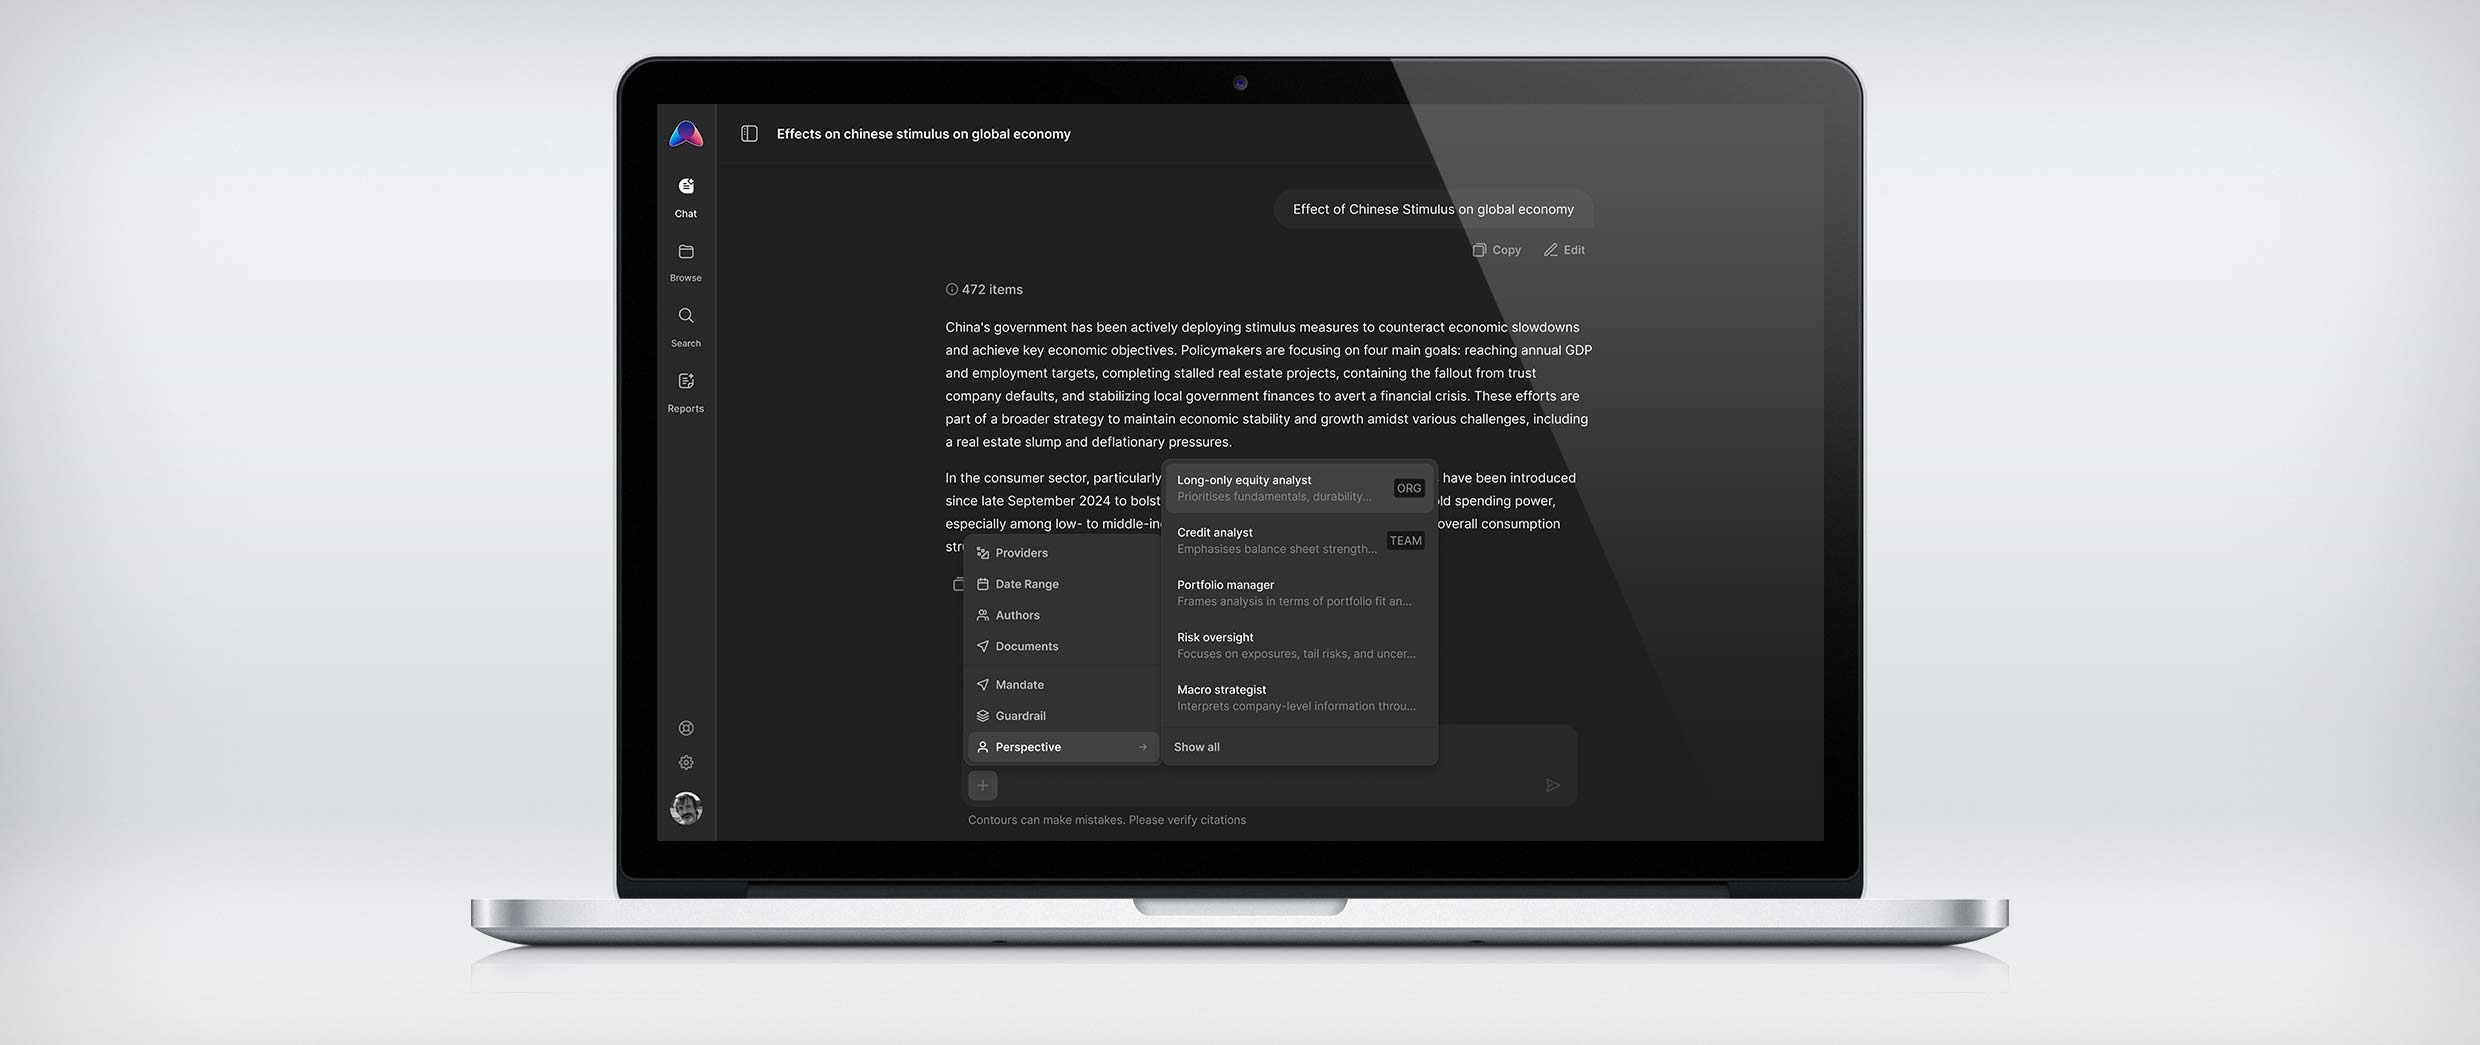 Effects on chinese stimulus on global economy
Chat
Browse
Search
Reports
Effect of Chinese Stimulus on global economy
Copy
Edit
472 items
China's government has been actively deploying stimulus measures to counteract economic slowdowns
and achieve key economic objectives. Policymakers are focusing on four main goals: reaching annual GDP
and employment targets, completing stalled real estate projects, containing the fallout from trust
company defaults, and stabilizing local government finances to avert a financial crisis. These efforts are
part of a broader strategy to maintain economic stability and growth amidst various challenges, including
a real estate slump and deflationary pressures.
In the consumer sector, particularly have been introduced
since late September 2024 to bolst ld spending power,
especially among low- to middle-in overall consumption
str
Providers
Date Range
Authors
Documents
Mandate
Guardrail
Perspective
Long-only equity analyst
Prioritises fundamentals, durability...
ORG
Credit analyst
Emphasises balance sheet strength...
TEAM
Portfolio manager
Frames analysis in terms of portfolio fit an...
Risk oversight
Focuses on exposures, tail risks, and uncer...
Macro strategist
Interprets company-level information throu...
Show all
Contours can make mistakes. Please verify citations